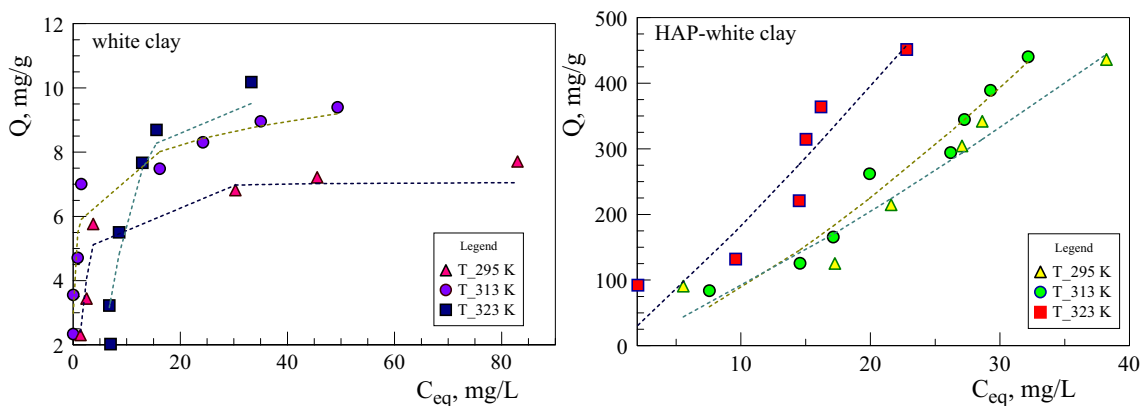 white clay
Q, mg/g
12
10
8
6
4
2
0
20
40
60
80
100
C_eq, mg/L
Legend
T_295 K
T_313 K
T_323 K
HAP-white clay
Q, mg/g
500
400
300
200
100
0
10
20
30
40
C_eq, mg/L
Legend
T_295 K
T_313 K
T_323 K